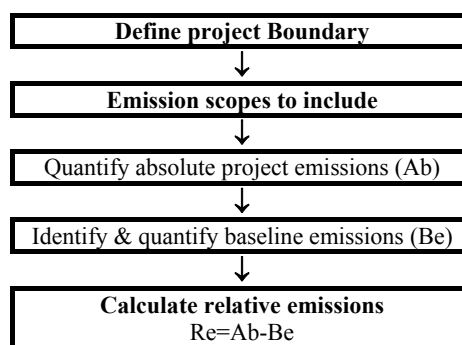 Define project Boundary
Emission scopes to include
Quantify absolute project emissions (Ab)
Identify & quantify baseline emissions (Be)
Calculate relative emissions
Re=Ab-Be